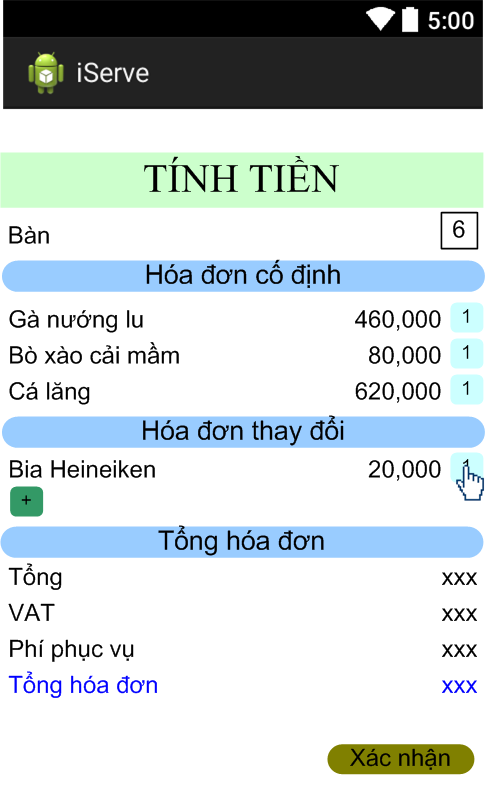 5:00
iServe
TÍNH TIỀN
Bàn 6
Hóa đơn cố định
Gà nướng lu 460,000 1
Bò xào cải mầm 80,000 1
Cá lăng 620,000 1
Hóa đơn thay đổi
Bia Heineiken 20,000 1
+
Tổng hóa đơn
Tổng xxx
VAT xxx
Phí phục vụ xxx
Tổng hóa đơn xxx
Xác nhận